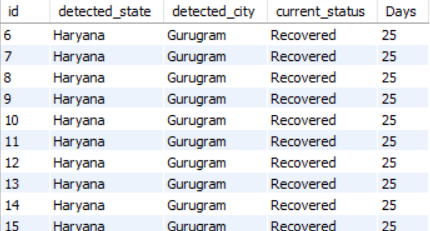 id detected_state detected_city current_status Days
6 Haryana Gurugram Recovered 25
7 Haryana Gurugram Recovered 25
8 Haryana Gurugram Recovered 25
9 Haryana Gurugram Recovered 25
10 Haryana Gurugram Recovered 25
11 Haryana Gurugram Recovered 25
12 Haryana Gurugram Recovered 25
13 Haryana Gurugram Recovered 25
14 Haryana Gurugram Recovered 25
15 Haryana Gurugram Recovered 25